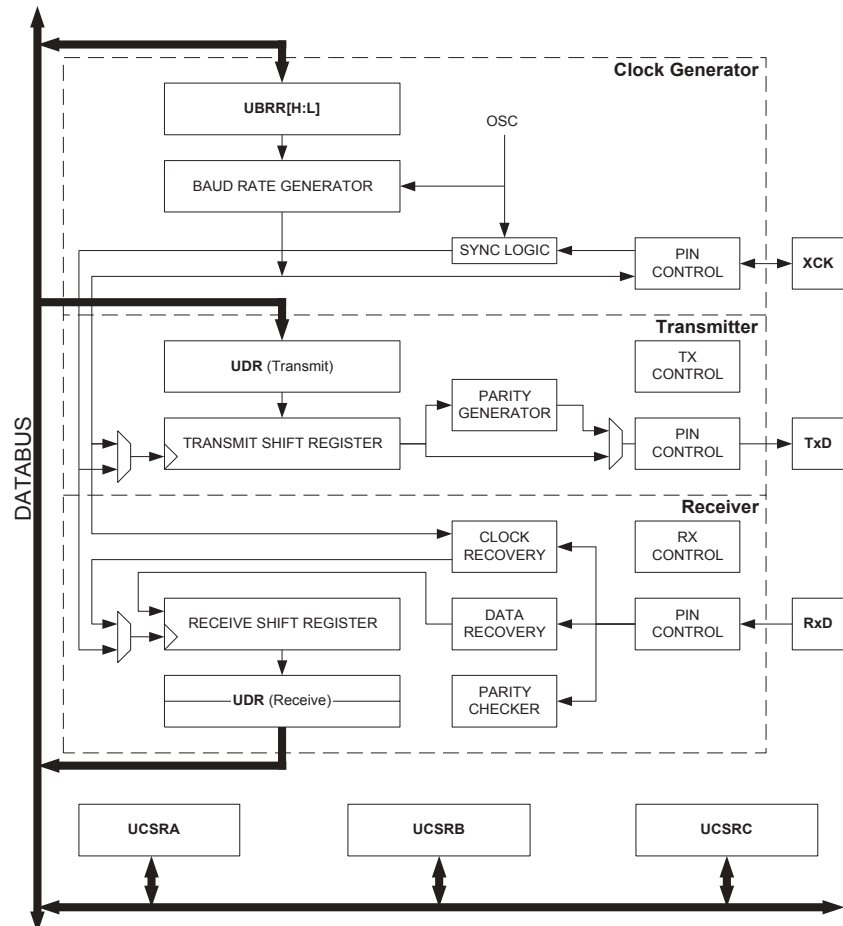 Clock Generator
UBRR[H:L]
OSC
BAUD RATE GENERATOR
SYNC LOGIC
PIN
CONTROL
XCK
Transmitter
UDR (Transmit)
TX
CONTROL
PARITY
GENERATOR
TRANSMIT SHIFT REGISTER
PIN
CONTROL
TxD
DATABUS
Receiver
CLOCK
RECOVERY
RX
CONTROL
RECEIVE SHIFT REGISTER
DATA
RECOVERY
PIN
CONTROL
RxD
UDR (Receive)
PARITY
CHECKER
UCSRA
UCSRB
UCSRC